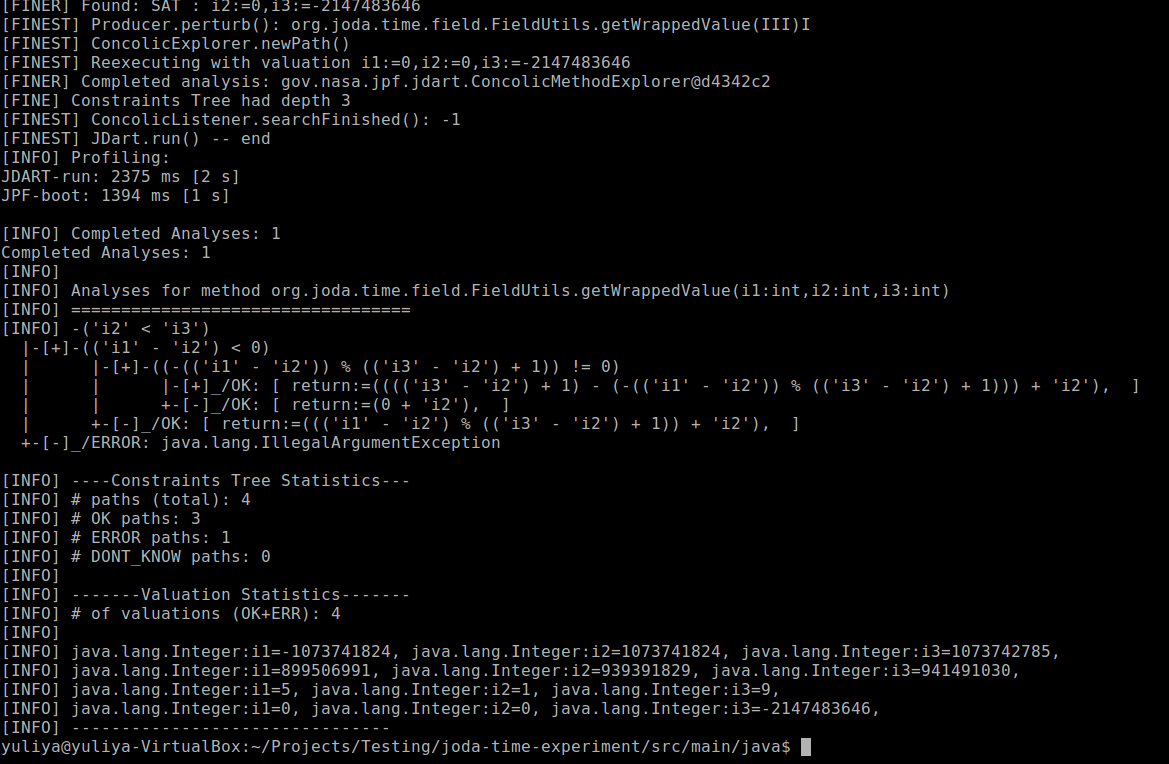 [FINER] Found: SAT : i2:=0,i3:=-2147483646
[FINEST] Producer.perturb(): org.joda.time.field.FieldUtils.getWrappedValue(III)I
[FINEST] ConcolicExplorer.newPath()
[FINEST] Reexecuting with valuation i1:=0,i2:=0,i3:=-2147483646
[FINER] Completed analysis: gov.nasa.jpf.jdart.ConcolicMethodExplorer@d4342c2
[FINE] Constraints Tree had depth 3
[FINEST] ConcolicListener.searchFinished(): -1
[FINEST] JDart.run() -- end
[INFO] Profiling:
JDART-run: 2375 ms [2 s]
JPF-boot: 1394 ms [1 s]

[INFO] Completed Analyses: 1
Completed Analyses: 1
[INFO]
[INFO] Analyses for method org.joda.time.field.FieldUtils.getWrappedValue(i1:int,i2:int,i3:int)
[INFO] ==================================
[INFO] -('i2' < 'i3')
  |-[+]-(('i1' - 'i2') < 0)
  |      |-[+]-((-(('i1' - 'i2')) % (('i3' - 'i2') + 1)) != 0)
  |      |      |-[+]_/OK: [ return:=(((('i3' - 'i2') + 1) - (-(('i1' - 'i2')) % (('i3' - 'i2') + 1))) + 'i2'),  ]
  |      |      +-[-]_/OK: [ return:=(0 + 'i2'),  ]
  |      +-[-]_/OK: [ return:=((('i1' - 'i2') % (('i3' - 'i2') + 1)) + 'i2'),  ]
  +-[-]_/ERROR: java.lang.IllegalArgumentException

[INFO] ----Constraints Tree Statistics---
[INFO] # paths (total): 4
[INFO] # OK paths: 3
[INFO] # ERROR paths: 1
[INFO] # DONT_KNOW paths: 0
[INFO]
[INFO] -------Valuation Statistics-------
[INFO] # of valuations (OK+ERR): 4
[INFO]
[INFO] java.lang.Integer:i1=-1073741824, java.lang.Integer:i2=1073741824, java.lang.Integer:i3=1073742785,
[INFO] java.lang.Integer:i1=899506991, java.lang.Integer:i2=939391829, java.lang.Integer:i3=941491030,
[INFO] java.lang.Integer:i1=5, java.lang.Integer:i2=1, java.lang.Integer:i3=9,
[INFO] java.lang.Integer:i1=0, java.lang.Integer:i2=0, java.lang.Integer:i3=-2147483646,
[INFO] --------------------------------
yuliya@yuliya-VirtualBox:~/Projects/Testing/joda-time-experiment/src/main/java$